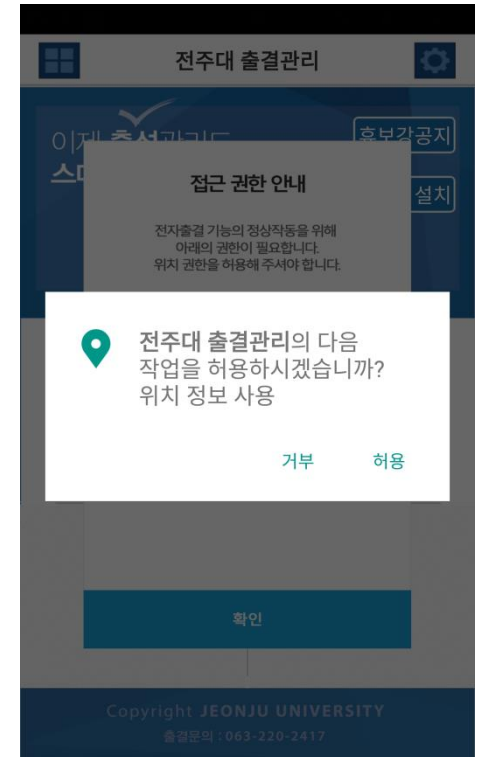 전주대 출결관리
이제
휴보강공지
설치
접근 권한 안내
전자출결 기능의 정상작동을 위해
아래의 권한이 필요합니다.
위치 권한을 허용해 주셔야 합니다.
전주대 출결관리의 다음
작업을 허용하시겠습니까?
위치 정보 사용
거부 허용
확인
Copyright JEONJU UNIVERSITY
출결문의 : 063-220-2417